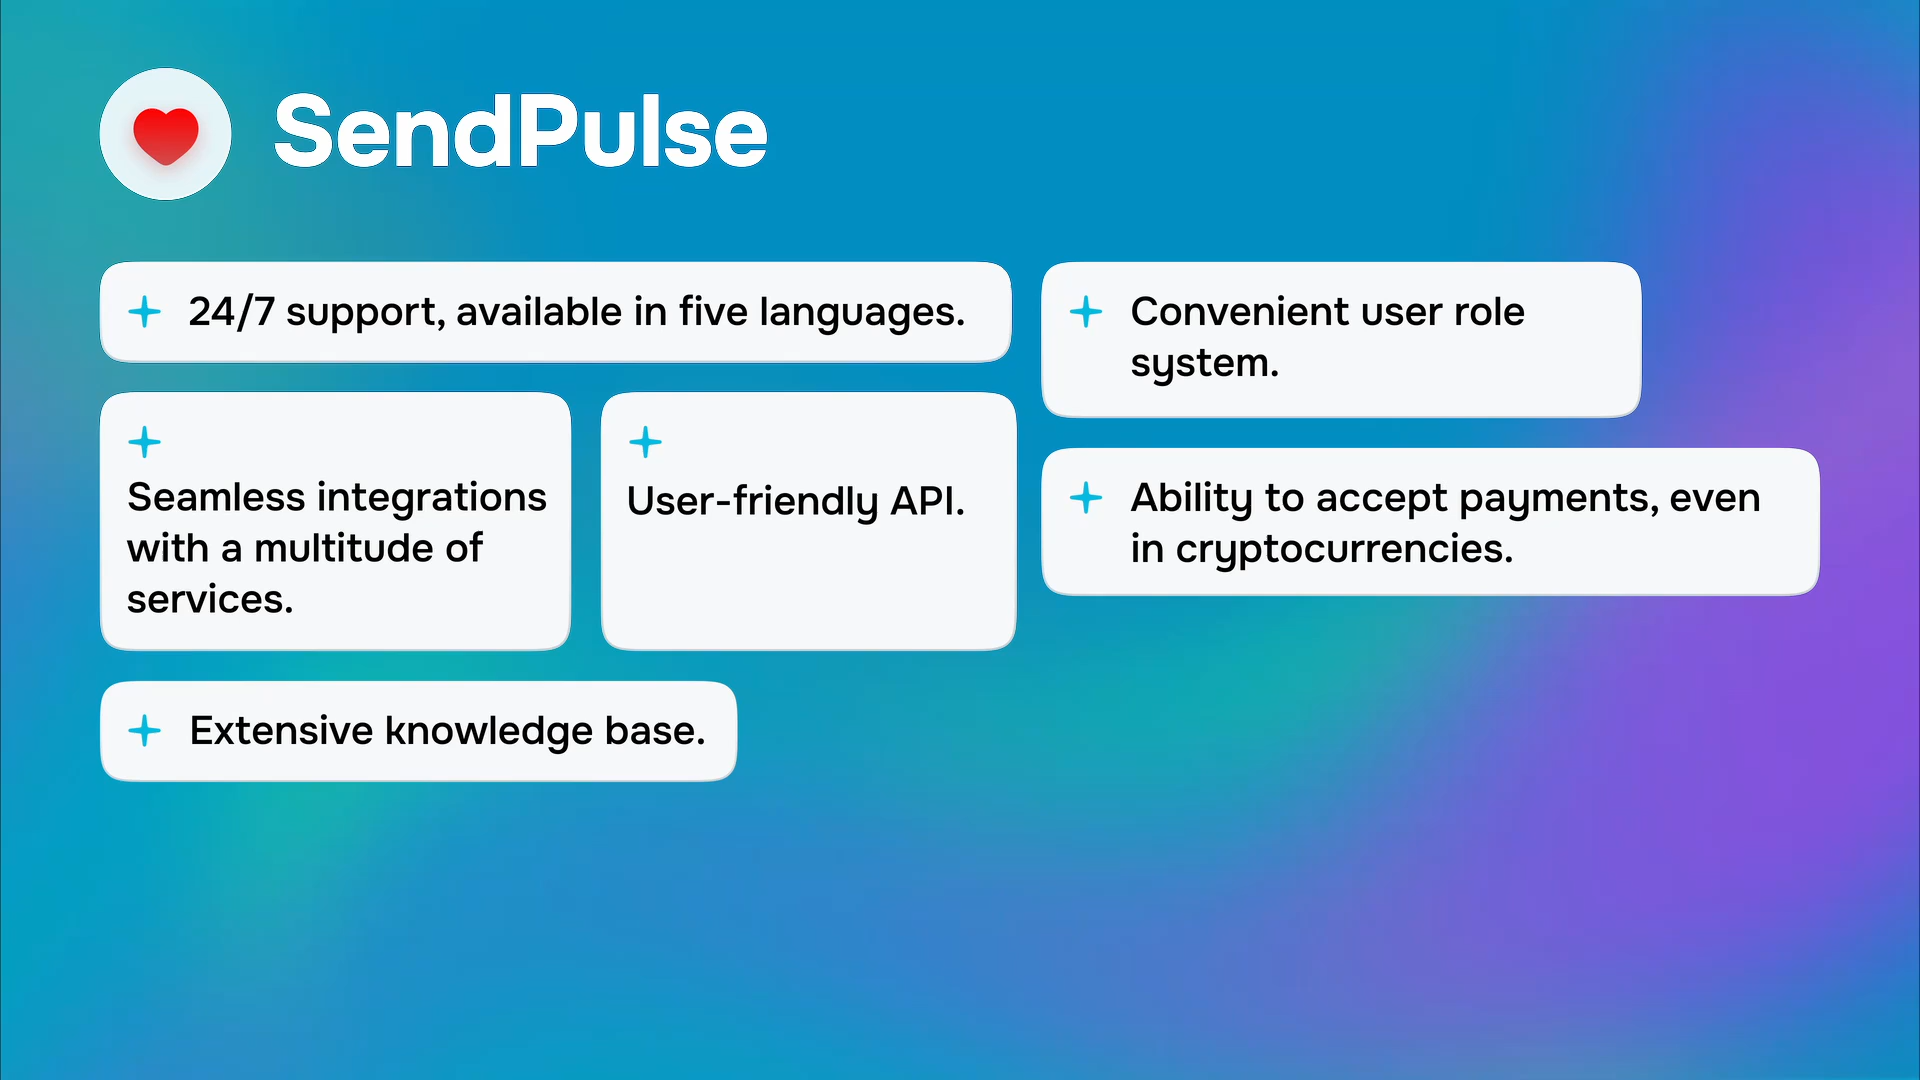 SendPulse
24/7 support, available in five languages.
Seamless integrations
with a multitude of
services.
User-friendly API.
Extensive knowledge base.
Convenient user role
system.
Ability to accept payments, even
in cryptocurrencies.